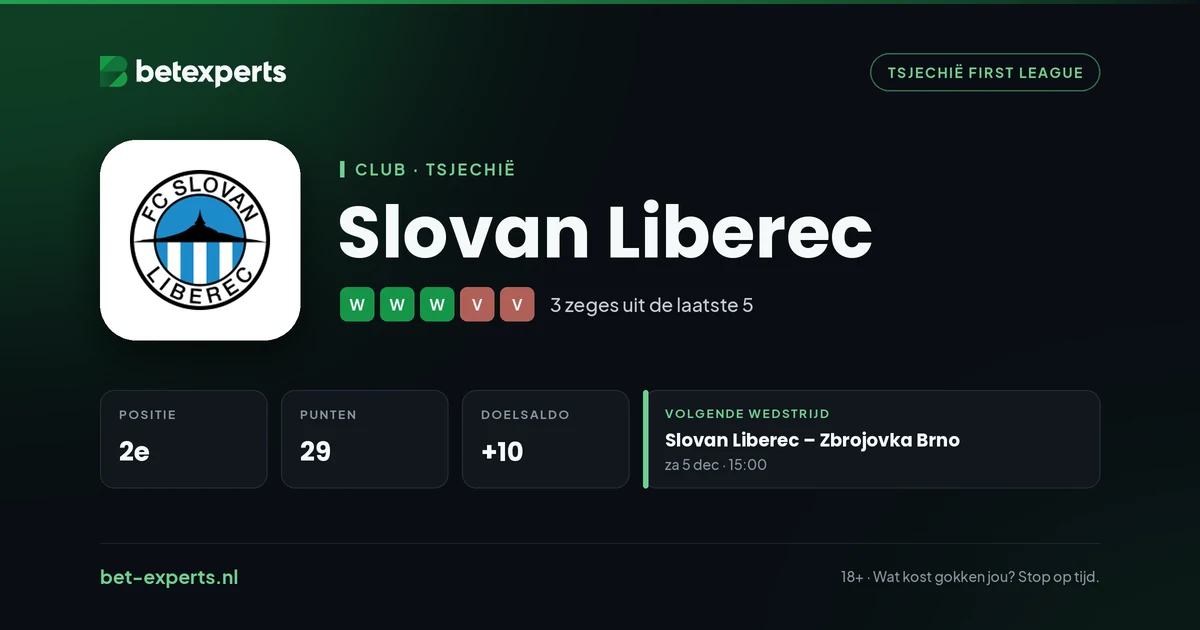 betexperts
TSJECHIË FIRST LEAGUE
FC SLOVAN
LIBEREC
CLUB · TSJECHIË
Slovan Liberec
W W W V V 3 zeges uit de laatste 5
POSITIE
2e
PUNTEN
29
DOELSALDO
+10
VOLGENDE WEDSTRIJD
Slovan Liberec – Zbrojovka Brno
za 5 dec · 15:00
bet-experts.nl
18+ · Wat kost gokken jou? Stop op tijd.